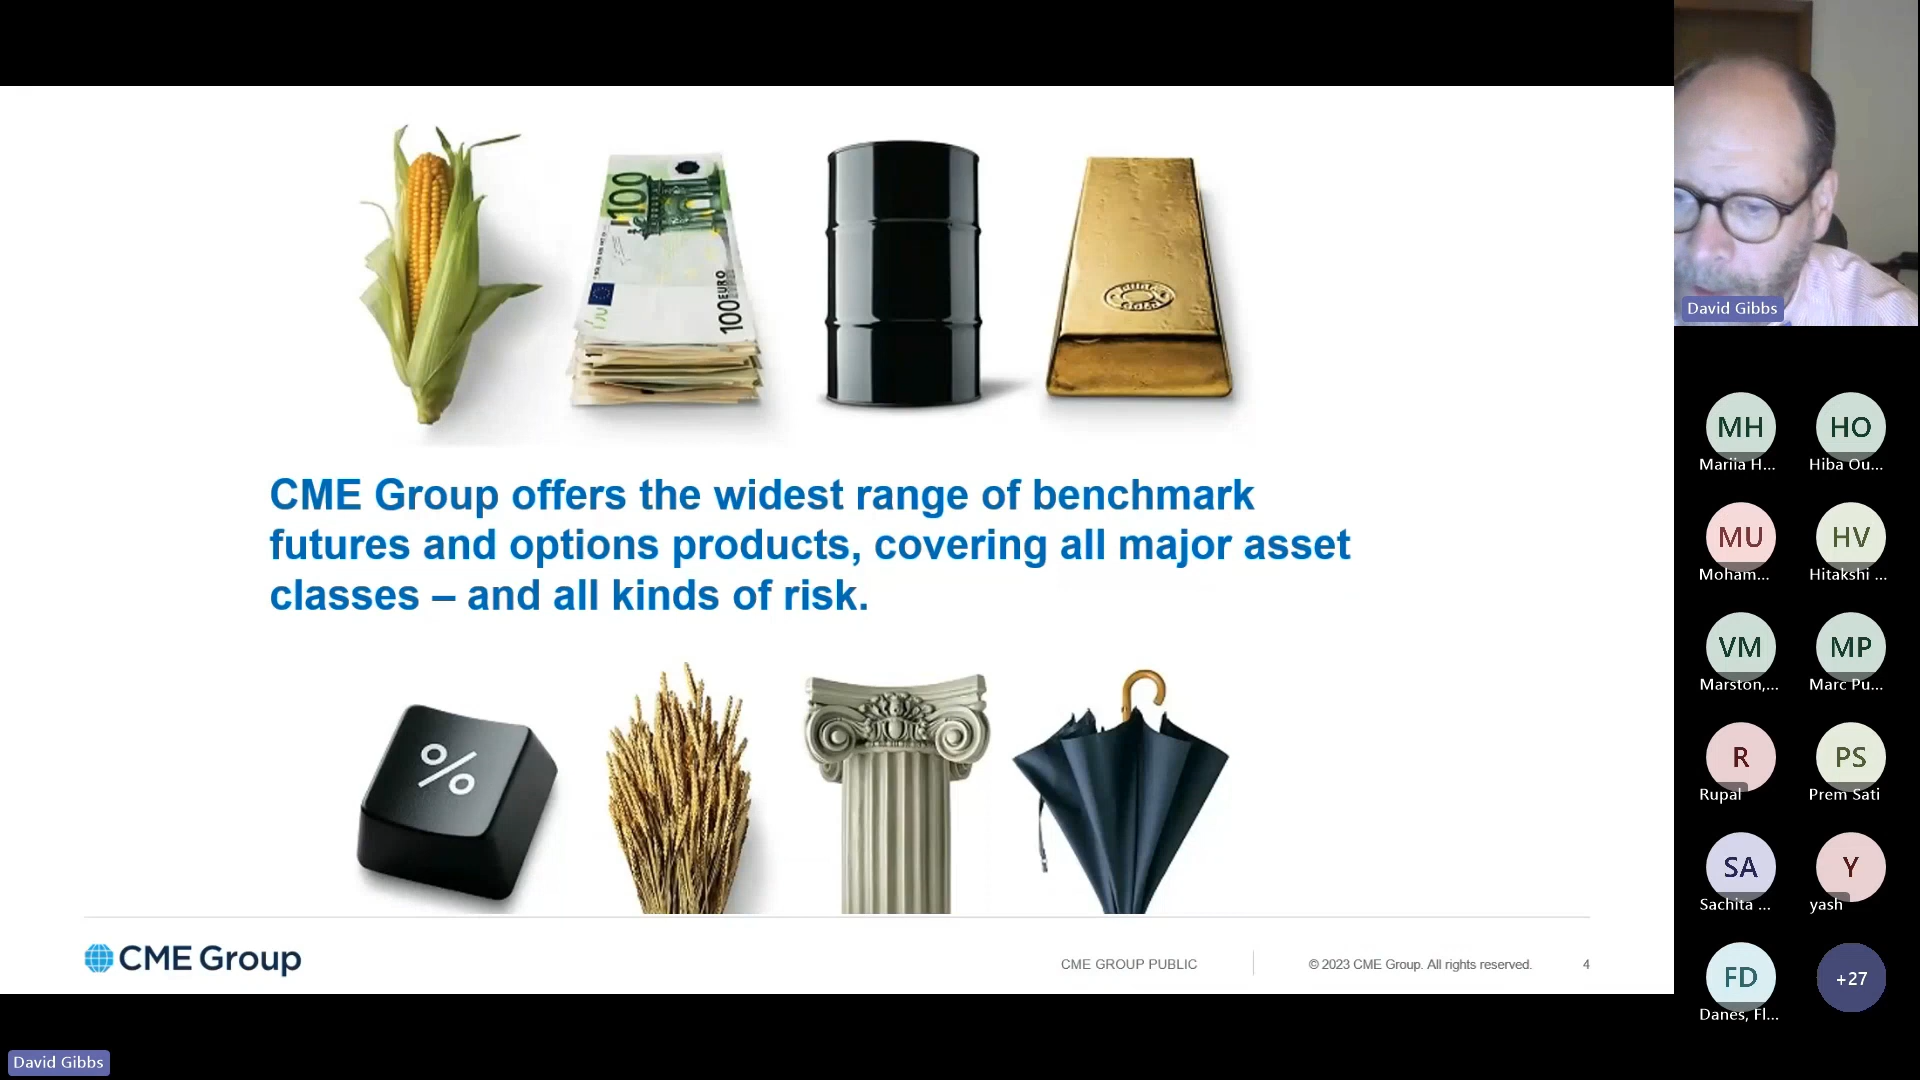 100
100 EURO
CME Group offers the widest range of benchmark
futures and options products, covering all major asset
classes – and all kinds of risk.
%
CME Group
CME GROUP PUBLIC
© 2023 CME Group. All rights reserved.
4
David Gibbs
David Gibbs
MH
Mariia H...
HO
Hiba Ou...
MU
Moham...
HV
Hitakshi ...
VM
Marston,...
MP
Marc Pu...
R
Rupal
PS
Prem Sati
SA
Sachita ...
Y
yash
FD
Danes, Fl...
+27